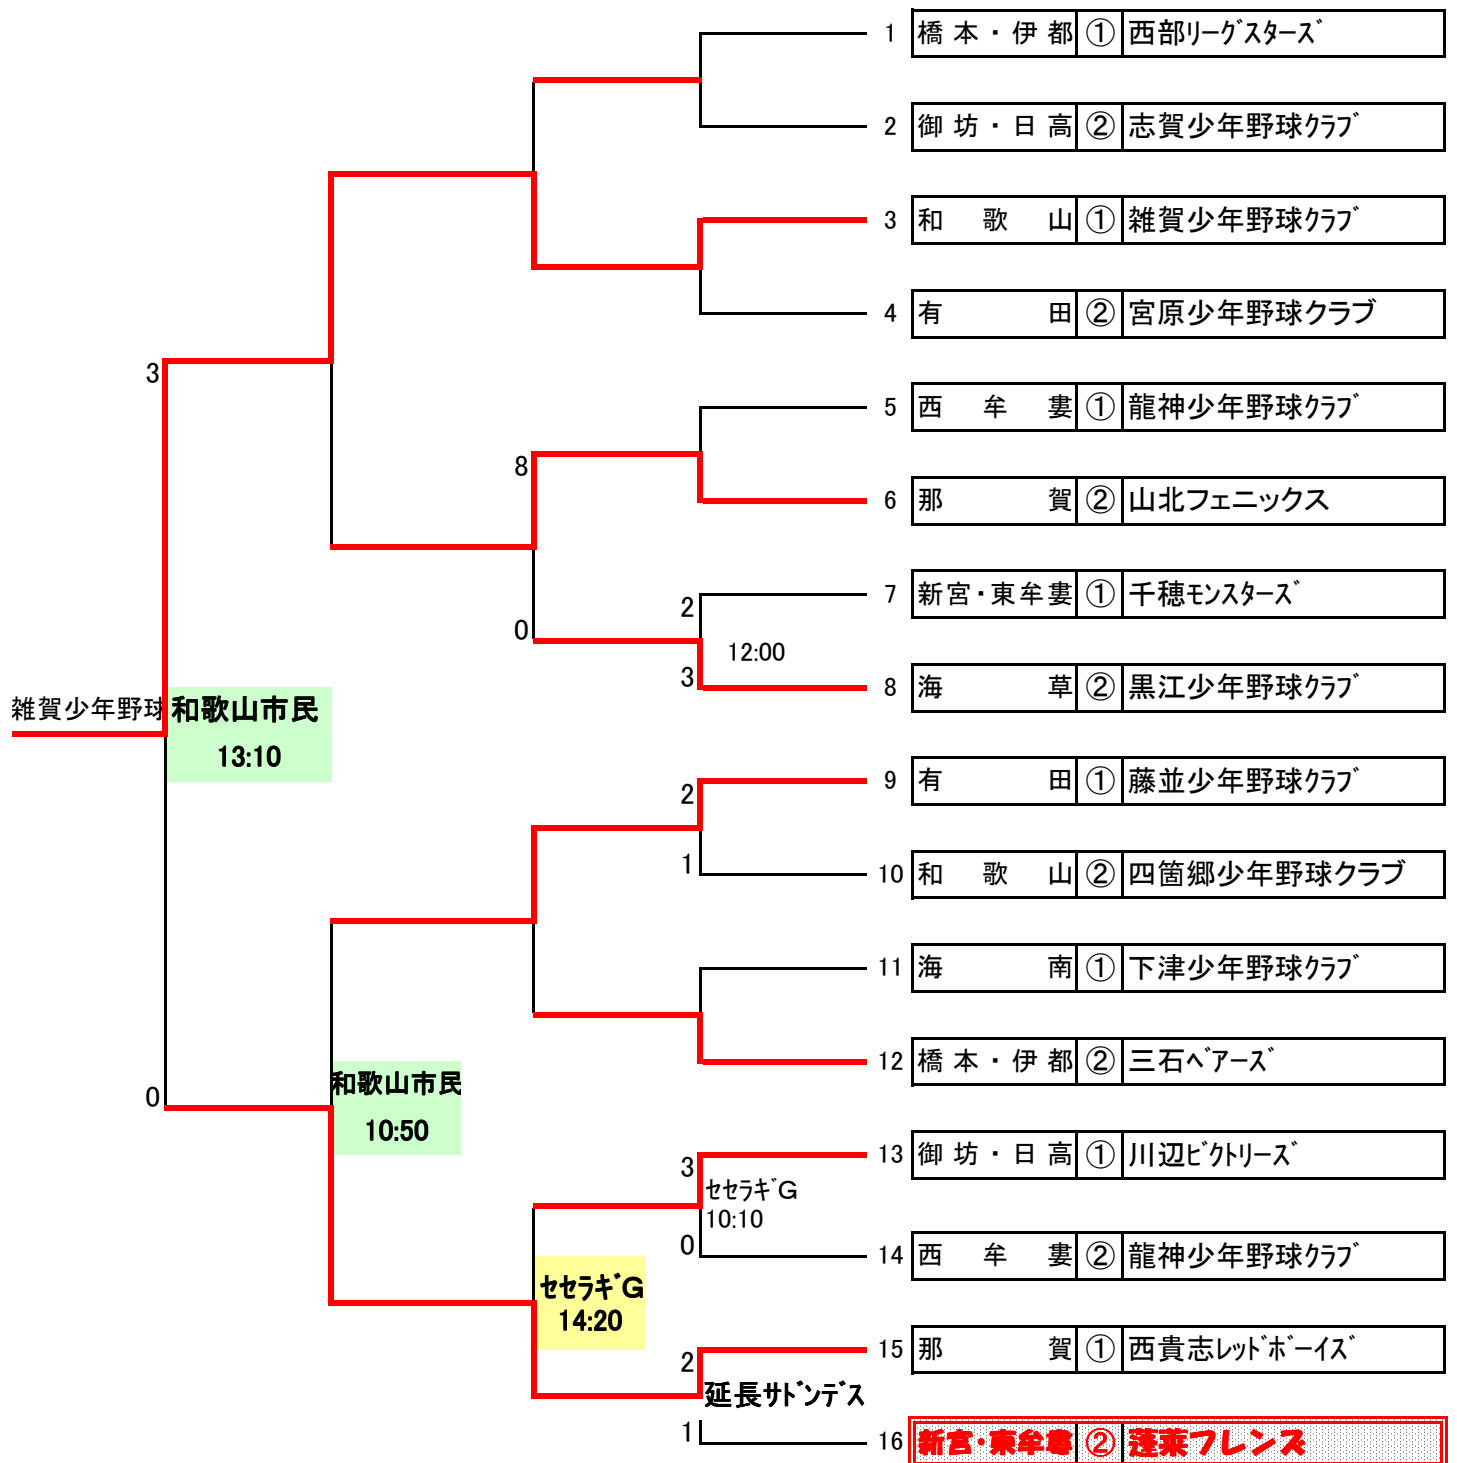 1 橋本・伊都 ① 西部ﾘｰｸﾞｽﾀｰｽﾞ
2 御坊・日高 ② 志賀少年野球ｸﾗﾌﾞ
3 和歌山 ① 雑賀少年野球ｸﾗﾌﾞ
4 有田 ② 宮原少年野球クラブ
3
5 西牟婁 ① 龍神少年野球ｸﾗﾌﾞ
8
6 那賀 ② 山北フェニックス
7 新宮・東牟婁 ① 千穂ﾓﾝｽﾀｰｽﾞ
2
0
12:00
3
8 海草 ② 黒江少年野球ｸﾗﾌﾞ
雑賀少年野球
和歌山市民
13:10
9 有田 ① 藤並少年野球ｸﾗﾌﾞ
2
1
10 和歌山 ② 四箇郷少年野球クラブ
11 海南 ① 下津少年野球ｸﾗﾌﾞ
12 橋本・伊都 ② 三石ﾍﾞｱｰｽﾞ
和歌山市民
0
10:50
13 御坊・日高 ① 川辺ﾋﾞｸﾄﾘｰｽﾞ
3
ｾｾﾗｷﾞG
10:10
0
14 西牟婁 ② 龍神少年野球ｸﾗﾌﾞ
ｾｾﾗｷﾞG
14:20
15 那賀 ① 西貴志ﾚｯﾄﾞﾎﾞｰｲｽﾞ
2
延長ｻﾄﾞﾝﾃﾞｽ
1
16 新宮・東牟婁 ② 蓬莱フレンズ